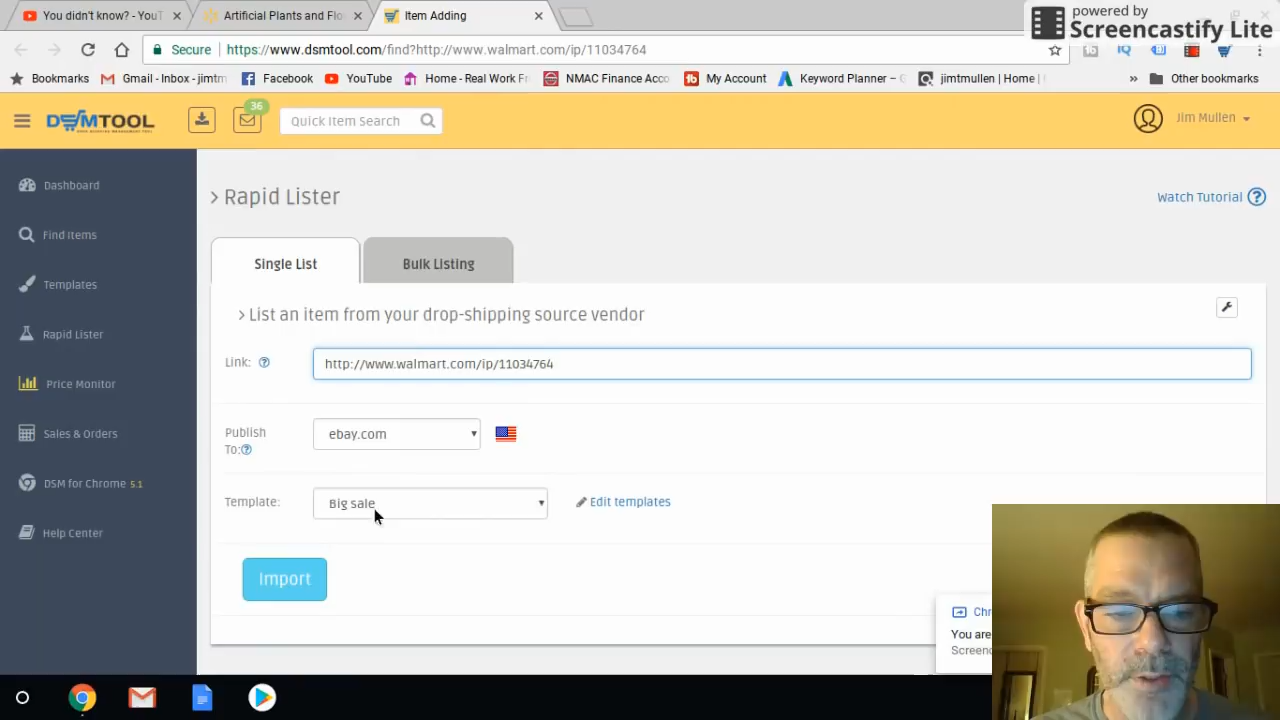 You didn't know? - YouT
Artificial Plants and Flo
Item Adding
powered by
Screencastify Lite
Secure
https://www.dsmtool.com/find?http://www.walmart.com/ip/11034764
Bookmarks
Gmail - Inbox - jimtm
Facebook
YouTube
Home - Real Work Fr
NMAC Finance Acco
My Account
Keyword Planner – G
jimtmullen | Home |
»
Other bookmarks
DSMTOOL
36
Quick Item Search
Jim Mullen
Dashboard
Find Items
Templates
Rapid Lister
Price Monitor
Sales & Orders
DSM for Chrome 5.1
Help Center
> Rapid Lister
Watch Tutorial ?
Single List
Bulk Listing
> List an item from your drop-shipping source vendor
Link: ?
http://www.walmart.com/ip/11034764
Publish
To: ?
ebay.com
Template:
Big sale
Edit templates
Import
Chr
You are
Screenc